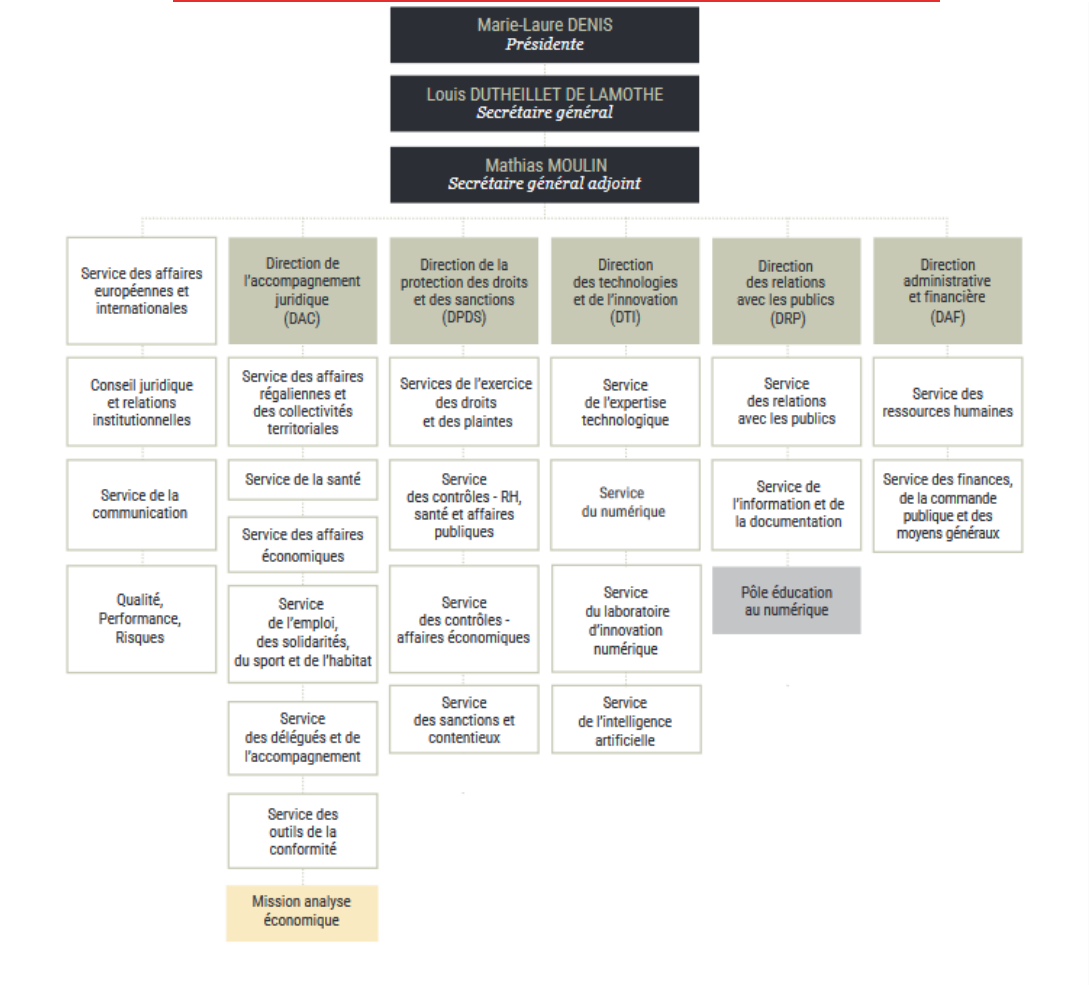 Marie-Laure DENIS
Présidente
Louis DUTHEILLET DE LAMOTHE
Secrétaire général
Mathias MOULIN
Secrétaire général adjoint
Service des affaires
européennes et
internationales
Conseil juridique
et relations
institutionnelles
Service de la
communication
Qualité,
Performance,
Risques
Direction de
l'accompagnement
juridique
(DAC)
Service des affaires
régaliennes et
des collectivités
territoriales
Service de la santé
Service des affaires
économiques
Service
de l'emploi,
des solidarités,
du sport et de l'habitat
Service
des délégués et de
l'accompagnement
Service des
outils de la
conformité
Mission analyse
économique
Direction de la
protection des droits
et des sanctions
(DPDS)
Services de l'exercice
des droits
et des plaintes
Service
des contrôles - RH,
santé et affaires
publiques
Service
des contrôles -
affaires économiques
Service
des sanctions et
contentieux
Direction
des technologies
et de l'innovation
(DTI)
Service
de l'expertise
technologique
Service
du numérique
Service
du laboratoire
d'innovation
numérique
Service
de l'intelligence
artificielle
Direction
des relations
avec les publics
(DRP)
Service
des relations
avec les publics
Service de
l'information et de
la documentation
Pôle éducation
au numérique
Direction
administrative
et financière
(DAF)
Service des
ressources humaines
Service des finances,
de la commande
publique et des
moyens généraux